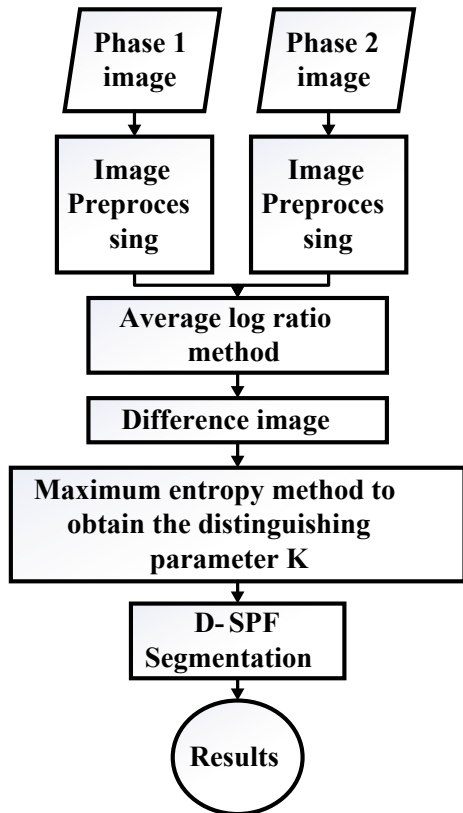 Phase 1
image
Phase 2
image
Image
Preproces
sing
Image
Preproces
sing
Average log ratio
method
Difference image
Maximum entropy method to
obtain the distinguishing
parameter K
D- SPF
Segmentation
Results